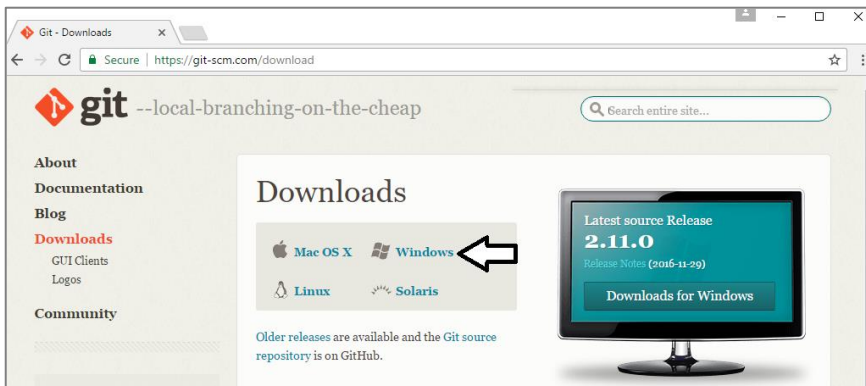 Git - Downloads
Secure | https://git-scm.com/download
git --local-branching-on-the-cheap
Search entire site...
About
Documentation
Blog
Downloads
GUI Clients
Logos
Community
Downloads
Mac OS X
Windows
Linux
Solaris
Older releases are available and the Git source
repository is on GitHub.
Latest source Release
2.11.0
Release Notes (2016-11-29)
Downloads for Windows